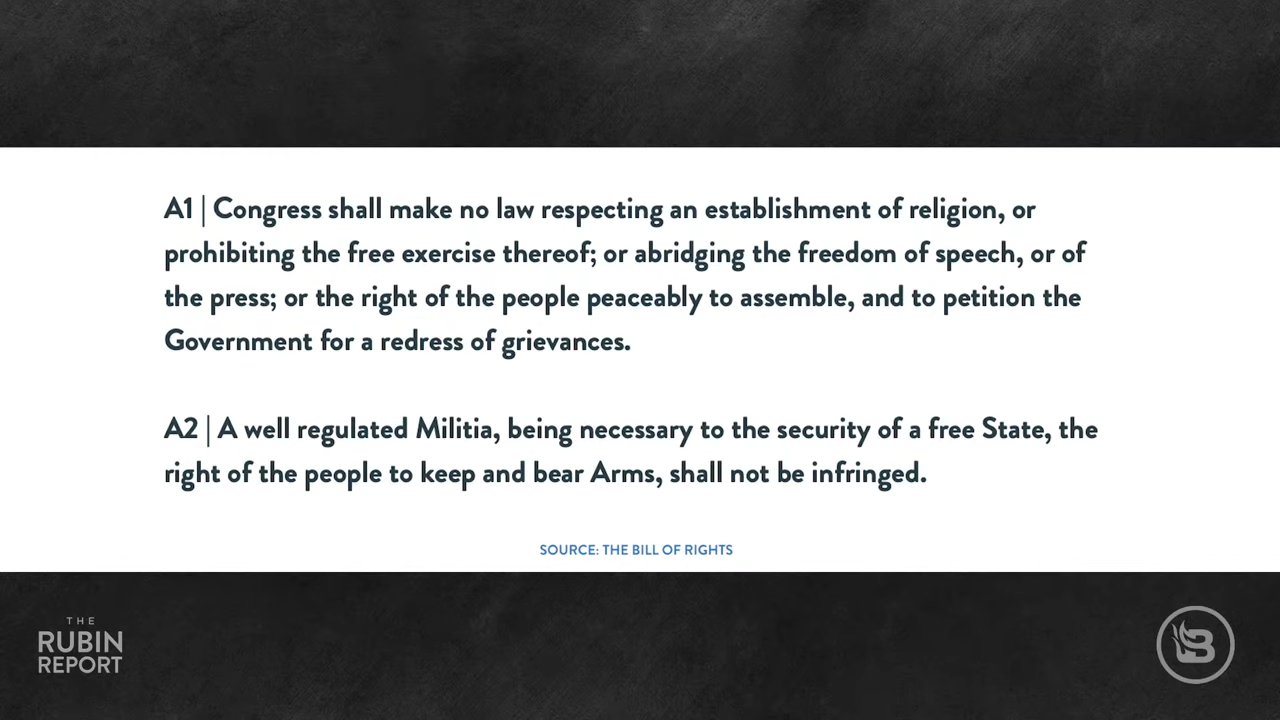 A1 | Congress shall make no law respecting an establishment of religion, or
prohibiting the free exercise thereof; or abridging the freedom of speech, or of
the press; or the right of the people peaceably to assemble, and to petition the
Government for a redress of grievances.
A2 | A well regulated Militia, being necessary to the security of a free State, the
right of the people to keep and bear Arms, shall not be infringed.
SOURCE: THE BILL OF RIGHTS
THE
RUBIN
REPORT
B